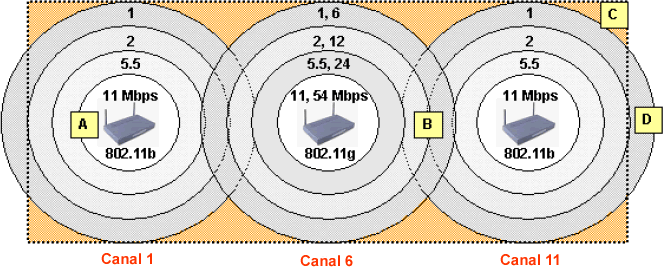 1 1, 6 1 C
2 2, 12 2
5.5 5.5, 24 5.5
11 Mbps 11, 54 Mbps 11 Mbps
A B D
802.11b 802.11g 802.11b
Canal 1 Canal 6 Canal 11